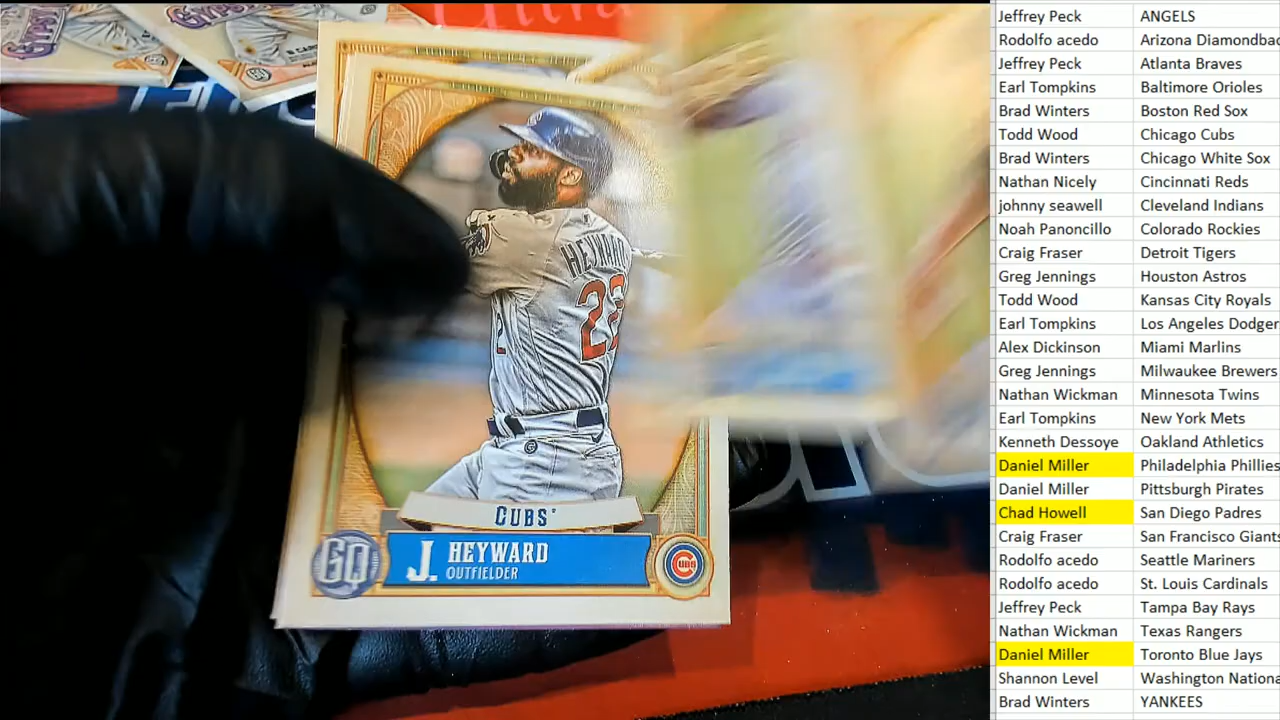 HEYWARD
22
2
CUBS
GQ
J. HEYWARD
OUTFIELDER
CUBS
Jeffrey Peck ANGELS
Rodolfo acedo Arizona Diamondbac
Jeffrey Peck Atlanta Braves
Earl Tompkins Baltimore Orioles
Brad Winters Boston Red Sox
Todd Wood Chicago Cubs
Brad Winters Chicago White Sox
Nathan Nicely Cincinnati Reds
johnny seawell Cleveland Indians
Noah Panoncillo Colorado Rockies
Craig Fraser Detroit Tigers
Greg Jennings Houston Astros
Todd Wood Kansas City Royals
Earl Tompkins Los Angeles Dodger
Alex Dickinson Miami Marlins
Greg Jennings Milwaukee Brewers
Nathan Wickman Minnesota Twins
Earl Tompkins New York Mets
Kenneth Dessoye Oakland Athletics
Daniel Miller Philadelphia Phillies
Daniel Miller Pittsburgh Pirates
Chad Howell San Diego Padres
Craig Fraser San Francisco Giants
Rodolfo acedo Seattle Mariners
Rodolfo acedo St. Louis Cardinals
Jeffrey Peck Tampa Bay Rays
Nathan Wickman Texas Rangers
Daniel Miller Toronto Blue Jays
Shannon Level Washington Nationa
Brad Winters YANKEES